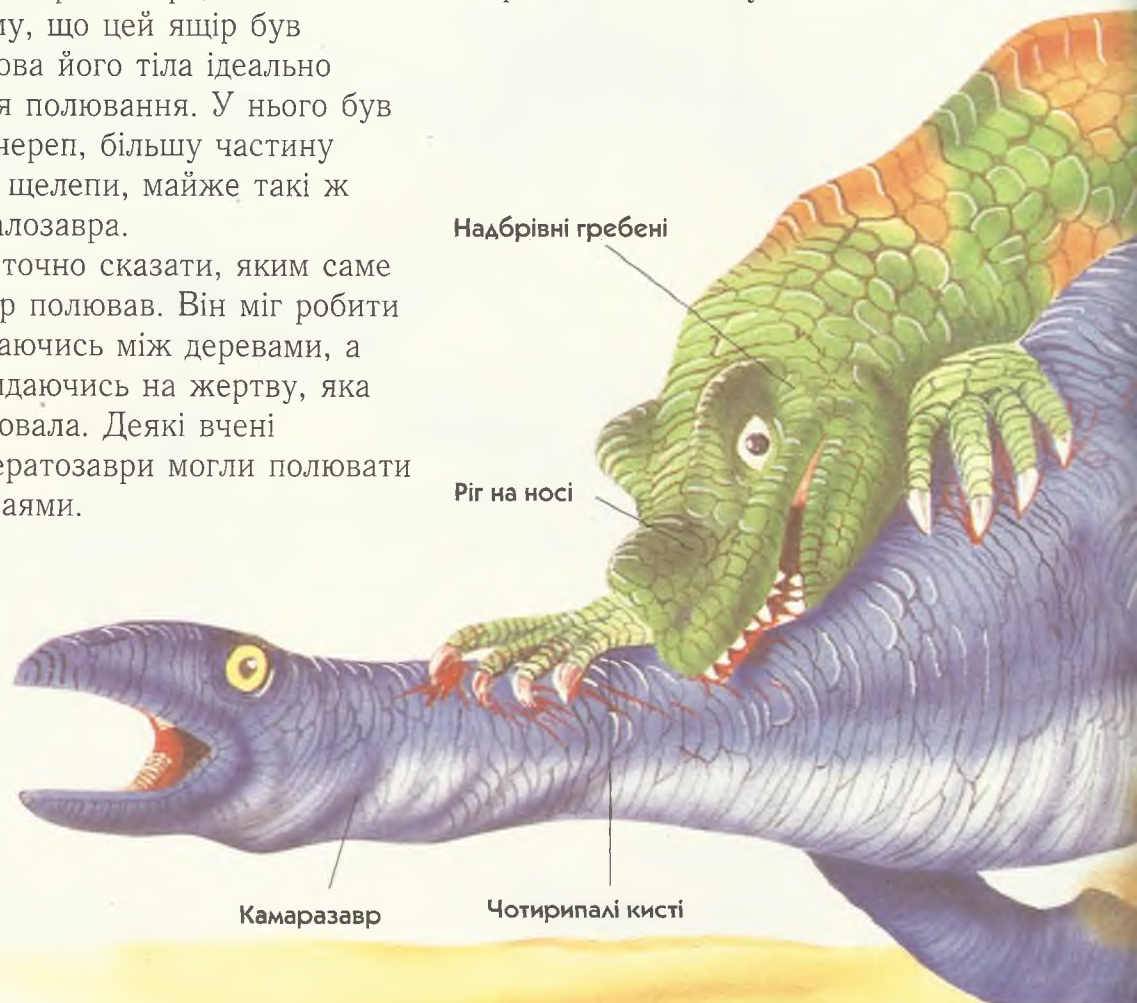 му, що цей ящір був
ова його тіла ідеально
я полювання. У нього був
череп, більшу частину
щелепи, майже такі ж
алозавра.
точно сказати, яким саме
р полював. Він міг робити
аючись між деревами, а
идаючись на жертву, яка
овала. Деякі вчені
ератозаври могли полювати
аями.
Надбрівні гребені
Ріг на носі
Камаразавр
Чотирипалі кисті